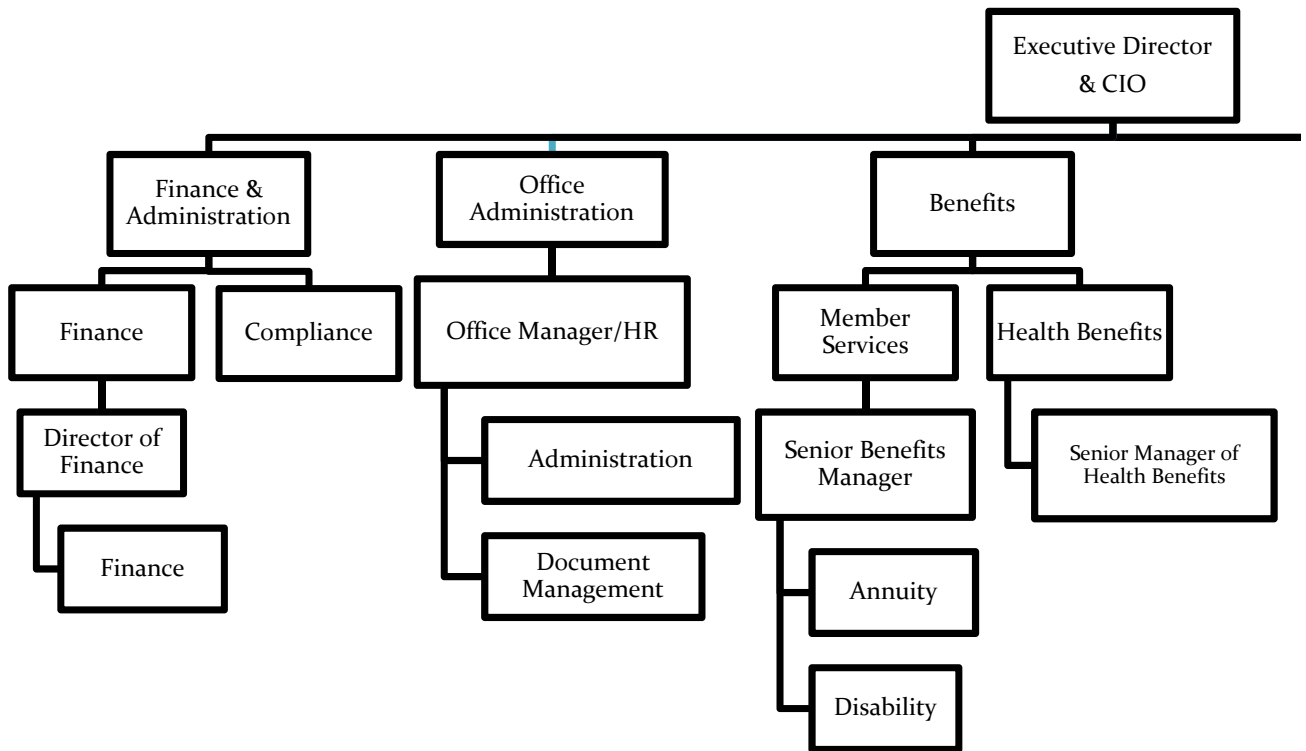 Executive Director
& CIO
Finance &
Administration
Office
Administration
Benefits
Finance
Compliance
Office Manager/HR
Member
Services
Health Benefits
Director of
Finance
Administration
Senior Benefits
Manager
Senior Manager of
Health Benefits
Finance
Document
Management
Annuity
Disability